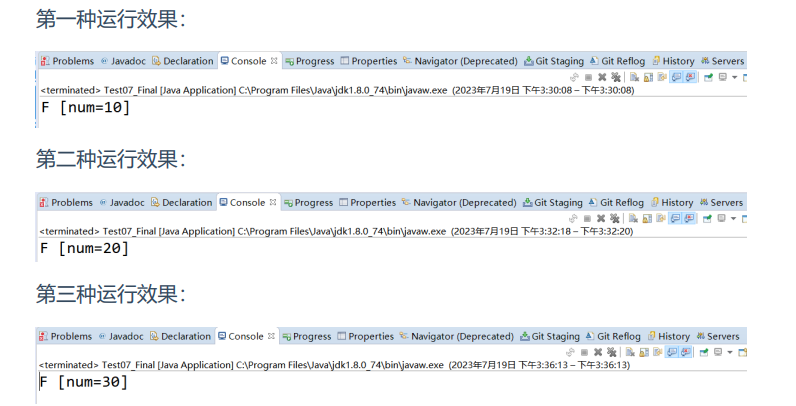 第一种运行效果：
Problems Javadoc Declaration Console Progress Properties Navigator (Deprecated) Git Staging Git Reflog History Servers
<terminated> Test07_Final [Java Application] C:\Program Files\Java\jdk1.8.0_74\bin\javaw.exe (2023年7月19日 下午3:30:08 – 下午3:30:08)
F [num=10]
第二种运行效果：
Problems Javadoc Declaration Console Progress Properties Navigator (Deprecated) Git Staging Git Reflog History Servers
<terminated> Test07_Final [Java Application] C:\Program Files\Java\jdk1.8.0_74\bin\javaw.exe (2023年7月19日 下午3:32:18 – 下午3:32:20)
F [num=20]
第三种运行效果：
Problems Javadoc Declaration Console Progress Properties Navigator (Deprecated) Git Staging Git Reflog History Servers
<terminated> Test07_Final [Java Application] C:\Program Files\Java\jdk1.8.0_74\bin\javaw.exe (2023年7月19日 下午3:36:13 – 下午3:36:13)
F [num=30]